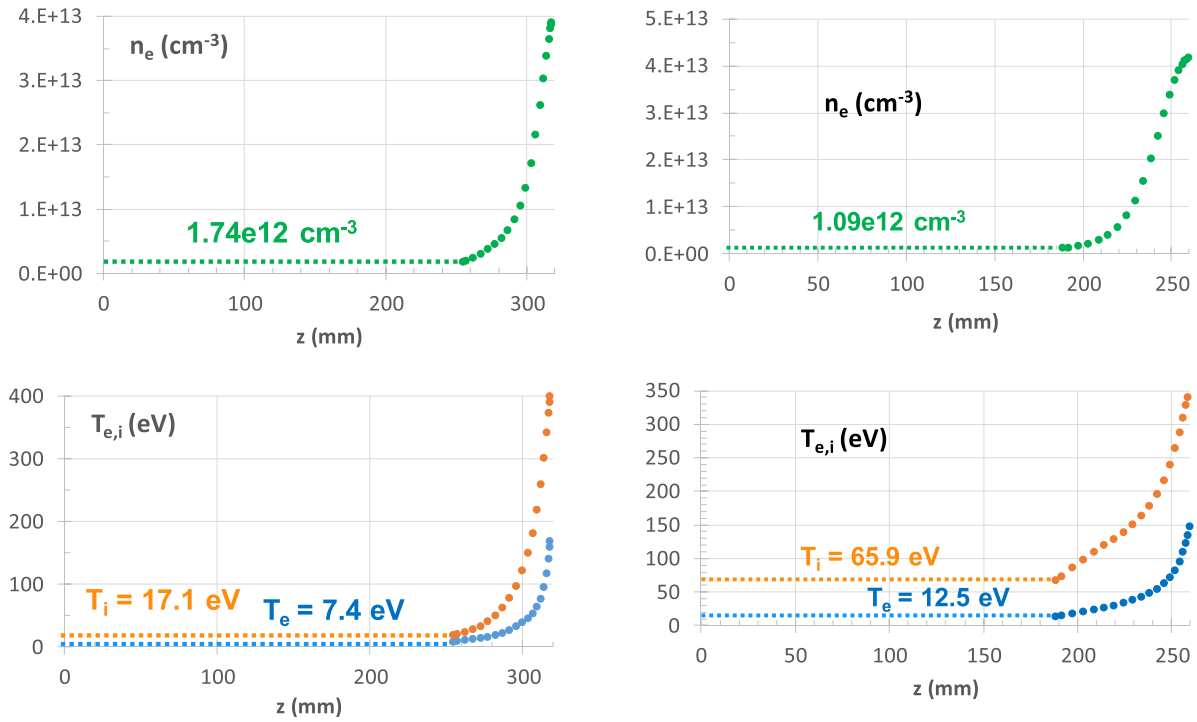 4.E+13
n_e (cm^-3)
3.E+13
2.E+13
1.E+13
1.74e12 cm^-3
0.E+00
0 100 200 300
z (mm)
5.E+13
4.E+13
n_e (cm^-3)
3.E+13
2.E+13
1.E+13
1.09e12 cm^-3
0.E+00
0 50 100 150 200 250
z (mm)
400
T_e,i (eV)
300
200
100
T_i = 17.1 eV T_e = 7.4 eV
0
0 100 200 300
z (mm)
350
300
T_e,i (eV)
250
200
150
T_i = 65.9 eV
100
50
T_e = 12.5 eV
0
0 50 100 150 200 250
z (mm)